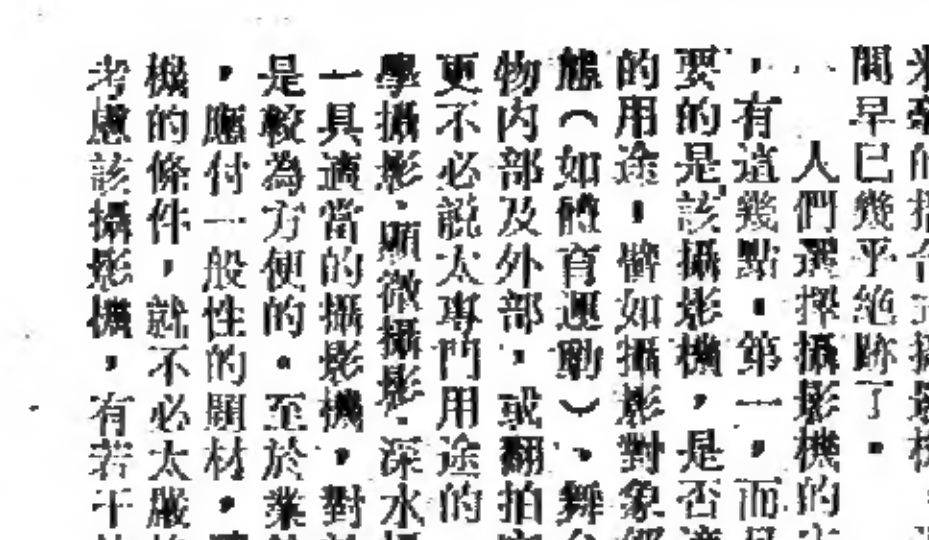 間早已幾乎絕跡了。
人們選擇攝影機的
，有這幾點。第一，而
要的是該攝影機，是否
的用途！譬如攝影對象
態（如體育運動）、舞
物內部及外部，或翻拍
更不必說太專門用途的
學攝影、顯微攝影、深水
一具適當的攝影機，對
是較為方便的。至於業
，應付一般性的題材，
機的條件，就不必太嚴
考慮該攝影機，有若干